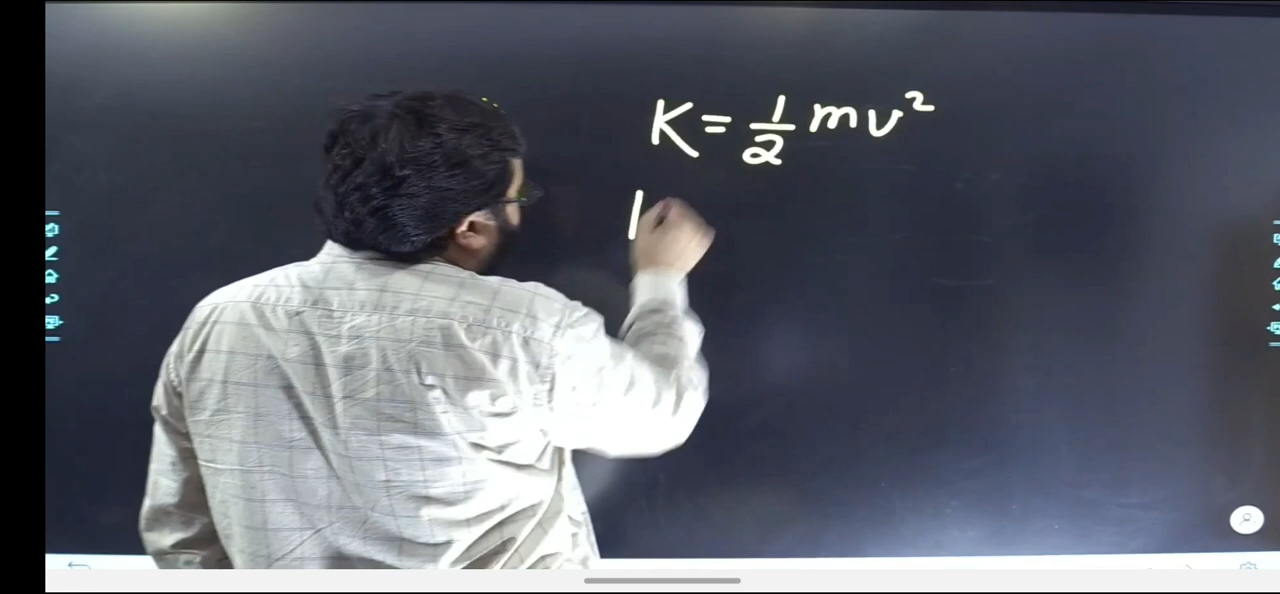 K = 1/2 mv²